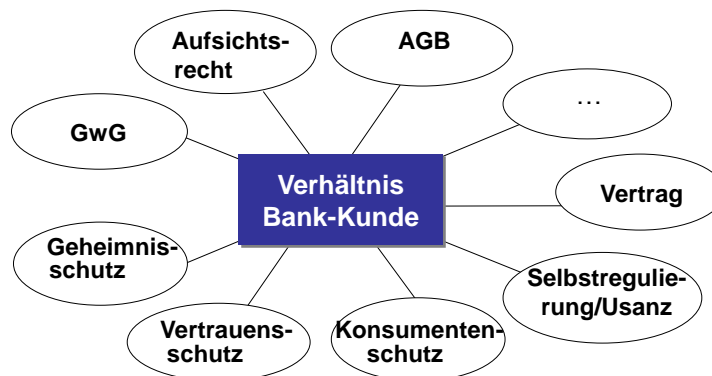 Aufsichts-
recht
AGB
...
GwG
Verhältnis
Bank-Kunde
Vertrag
Geheimnis-
schutz
Selbstregulie-
rung/Usanz
Vertrauens-
schutz
Konsumenten-
schutz